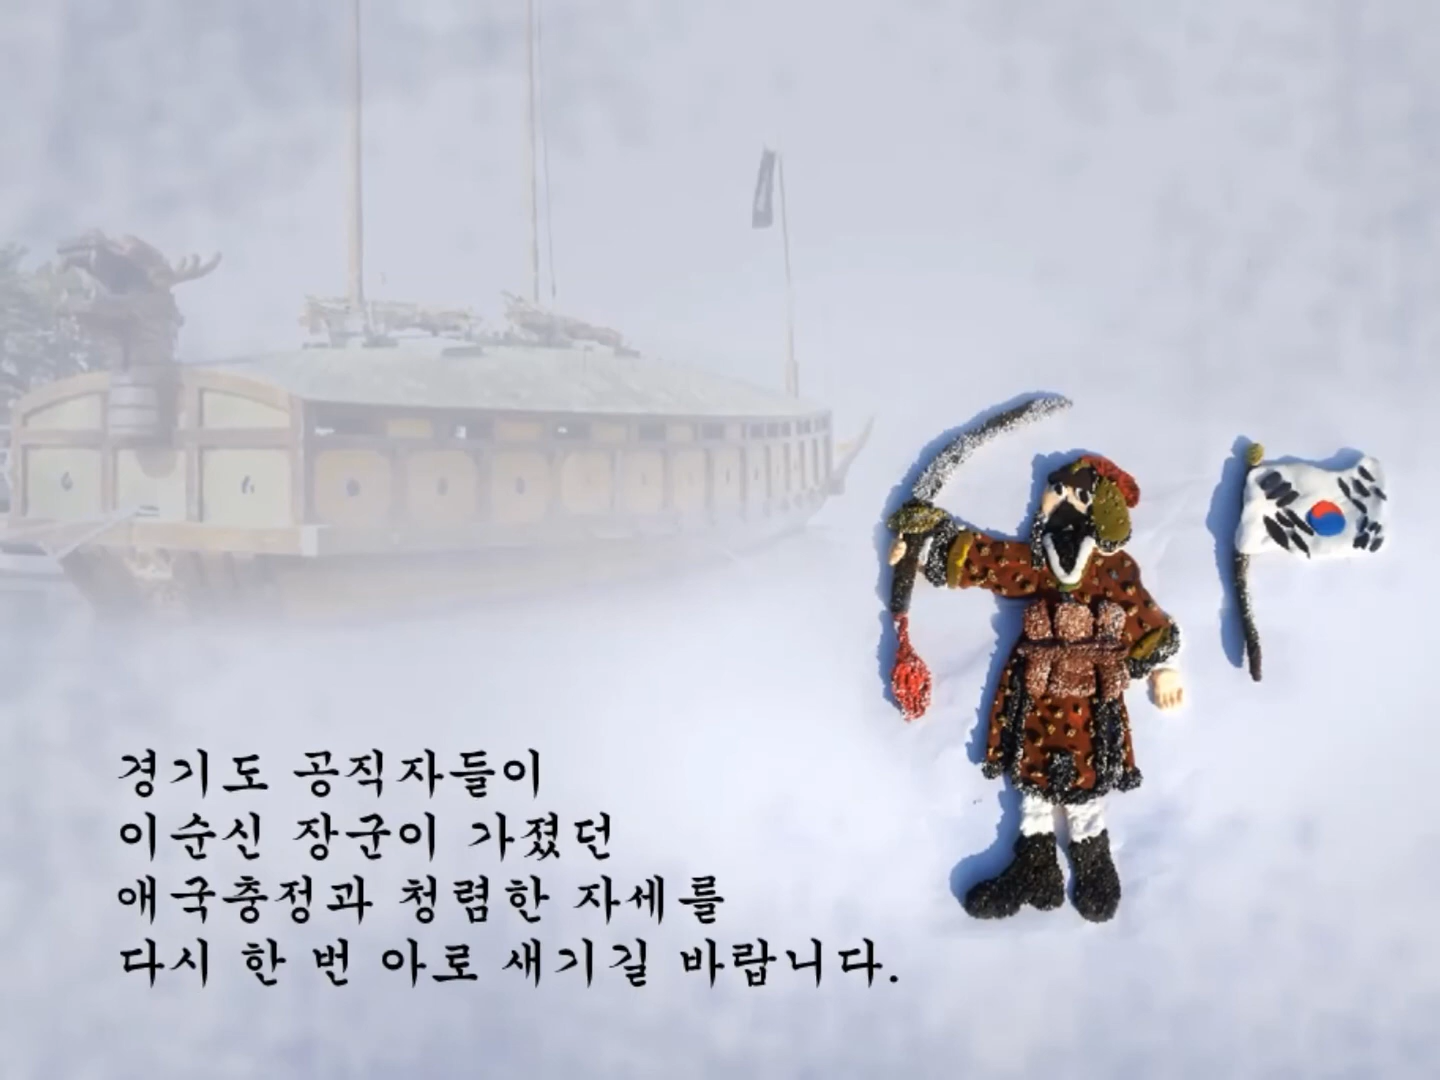 경기도 공직자들이
이순신 장군이 가졌던
애국충정과 청렴한 자세를
다시 한 번 아로 새기길 바랍니다.